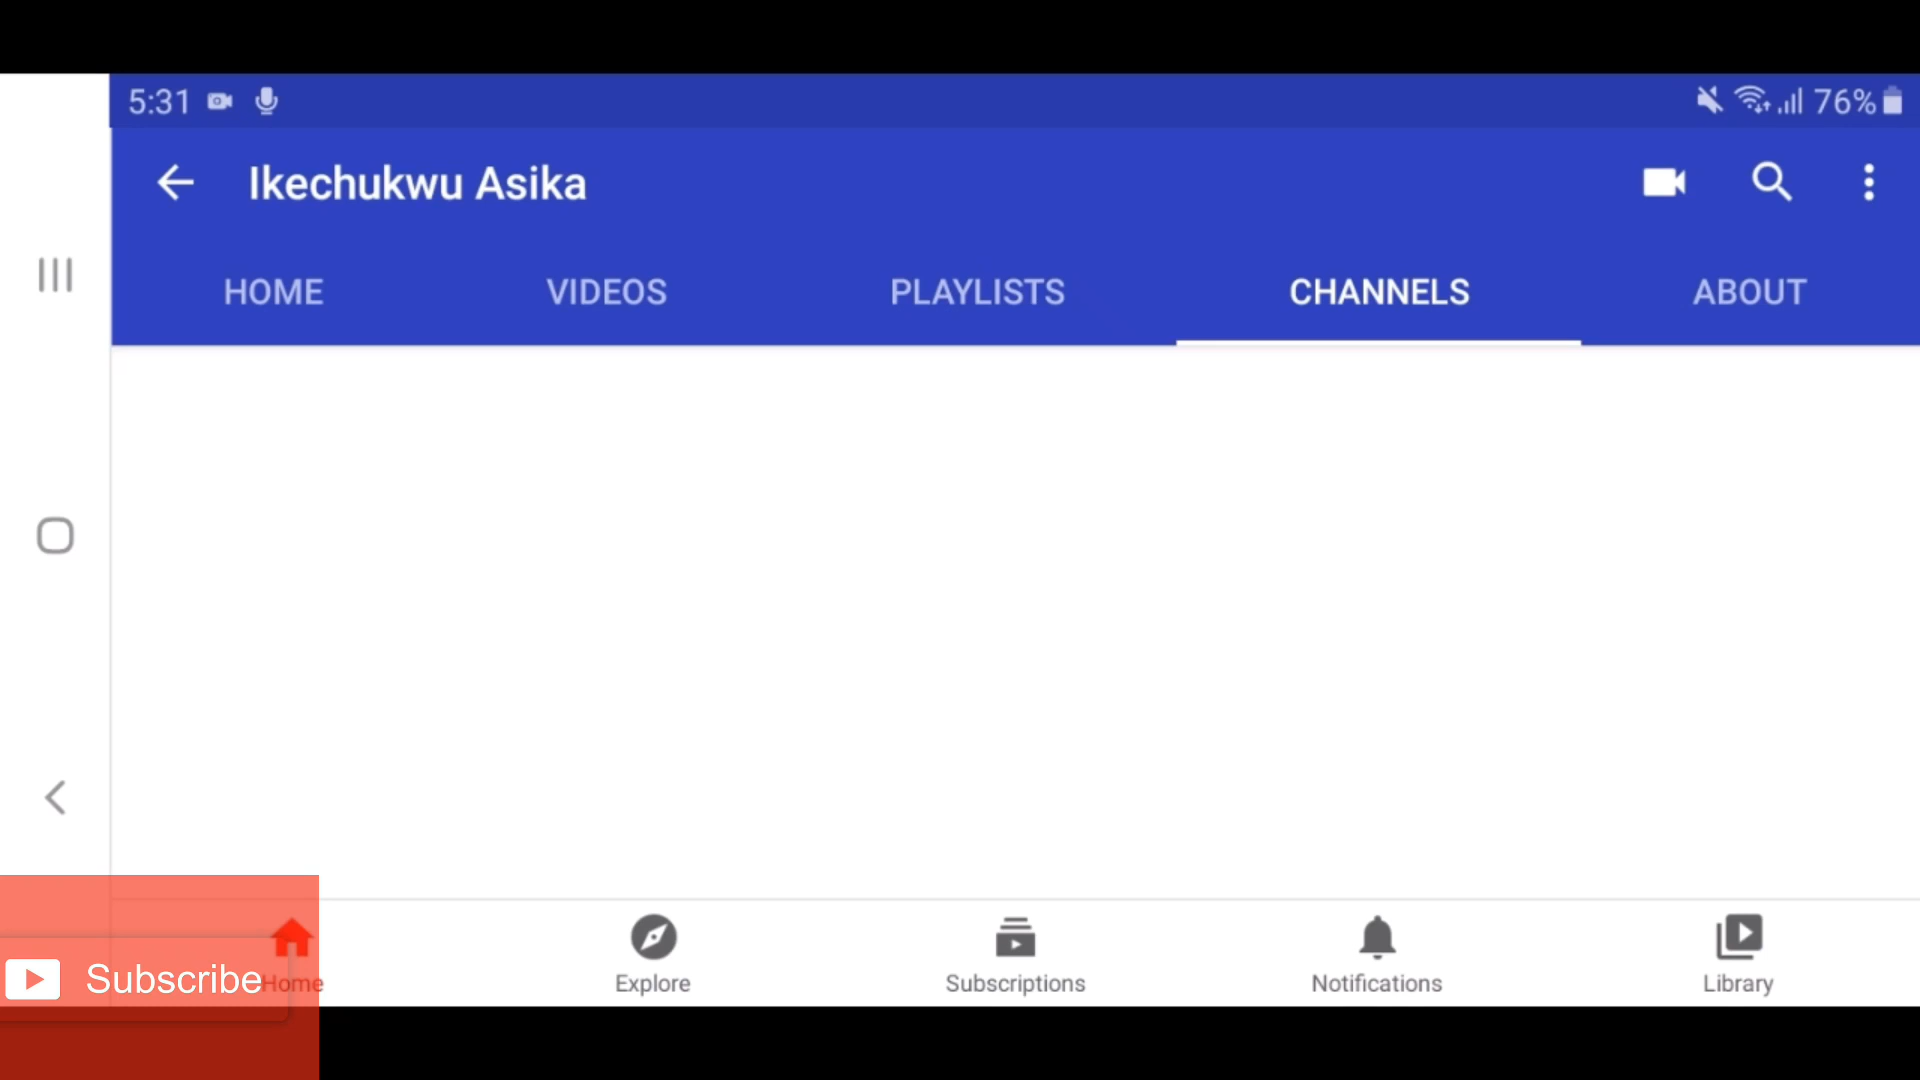 5:31 76%
Ikechukwu Asika
HOME VIDEOS PLAYLISTS CHANNELS ABOUT
Subscribe
Home Explore Subscriptions Notifications Library